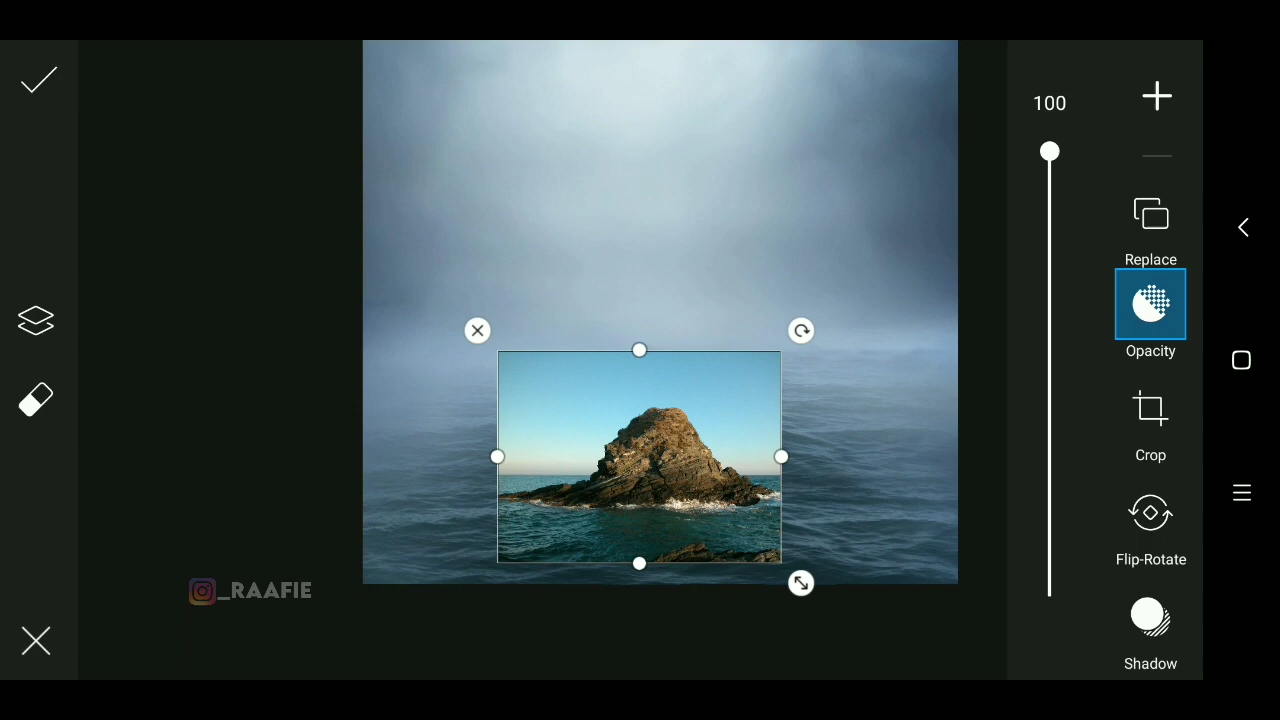 100
Replace
Opacity
Crop
Flip-Rotate
Shadow
_RAAFIE